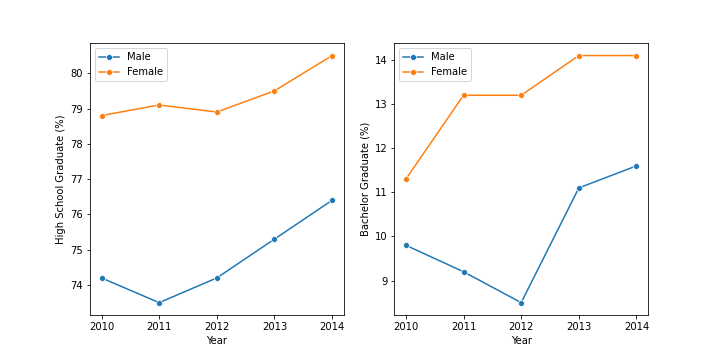 Male
Female
80
79
78
77
76
75
74
High School Graduate (%)
2010 2011 2012 2013 2014
Year
Male
Female
14
13
12
11
10
9
Bachelor Graduate (%)
2010 2011 2012 2013 2014
Year